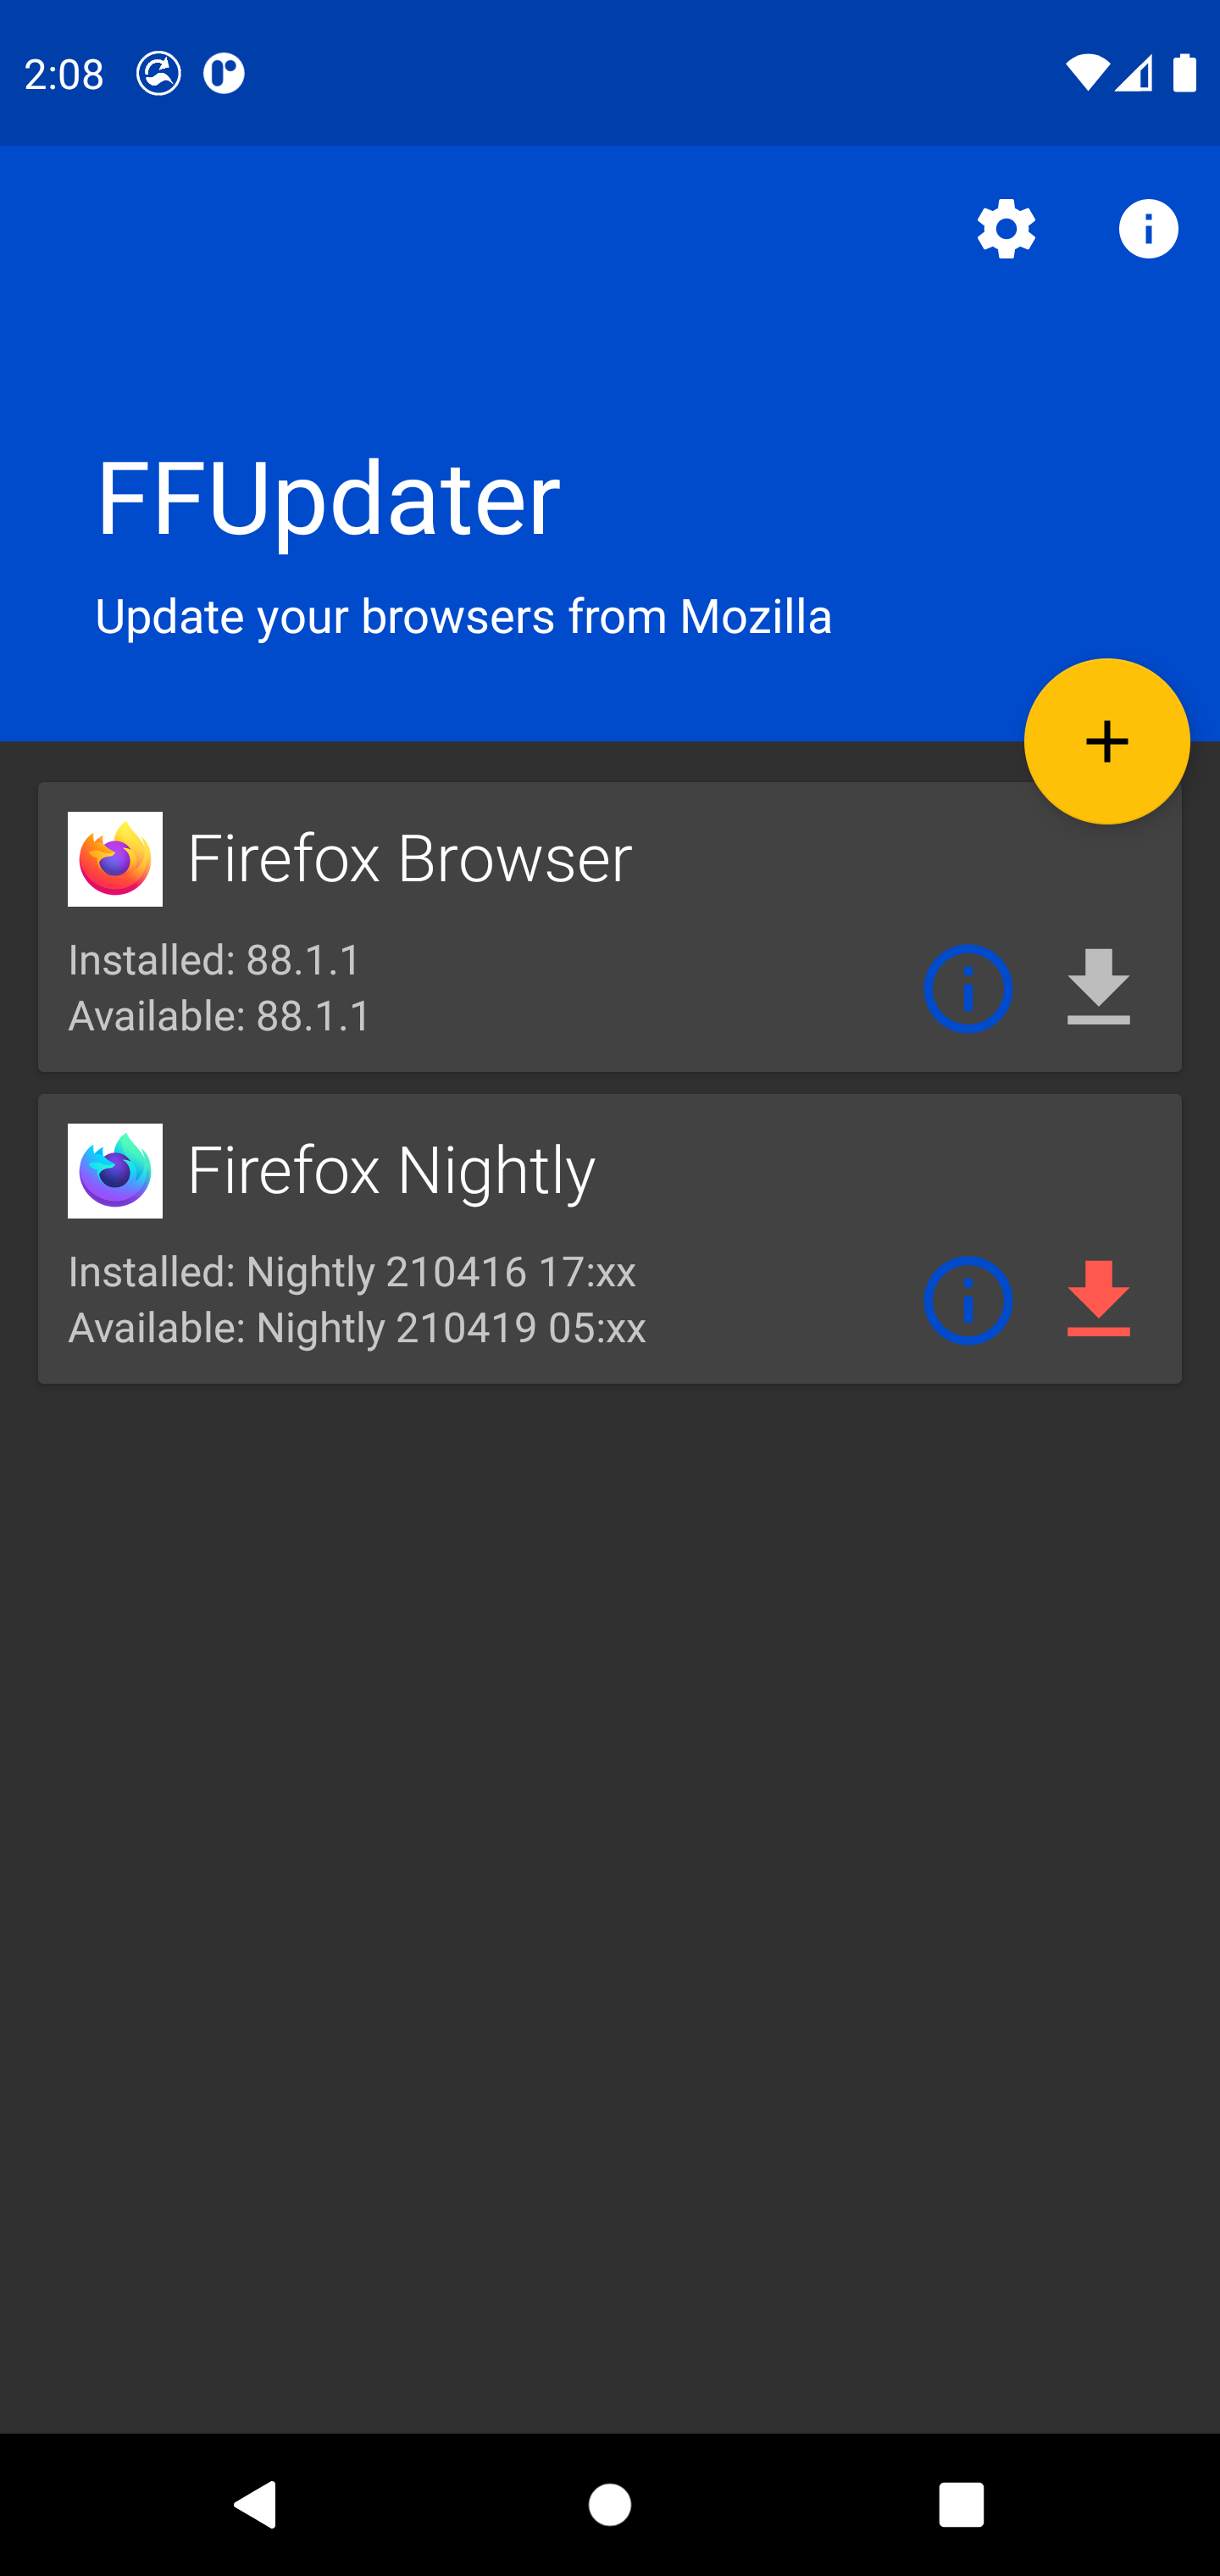 2:08
FFUpdater
Update your browsers from Mozilla
Firefox Browser
Installed: 88.1.1
Available: 88.1.1
Firefox Nightly
Installed: Nightly 210416 17:xx
Available: Nightly 210419 05:xx